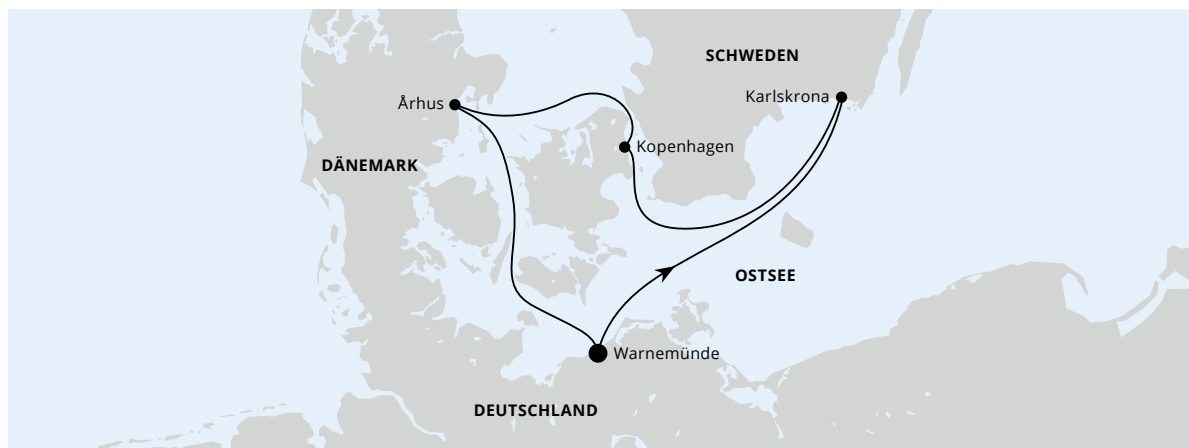 SCHWEDEN
Karlskrona
Århus
Kopenhagen
DÄNEMARK
OSTSEE
Warnemünde
DEUTSCHLAND